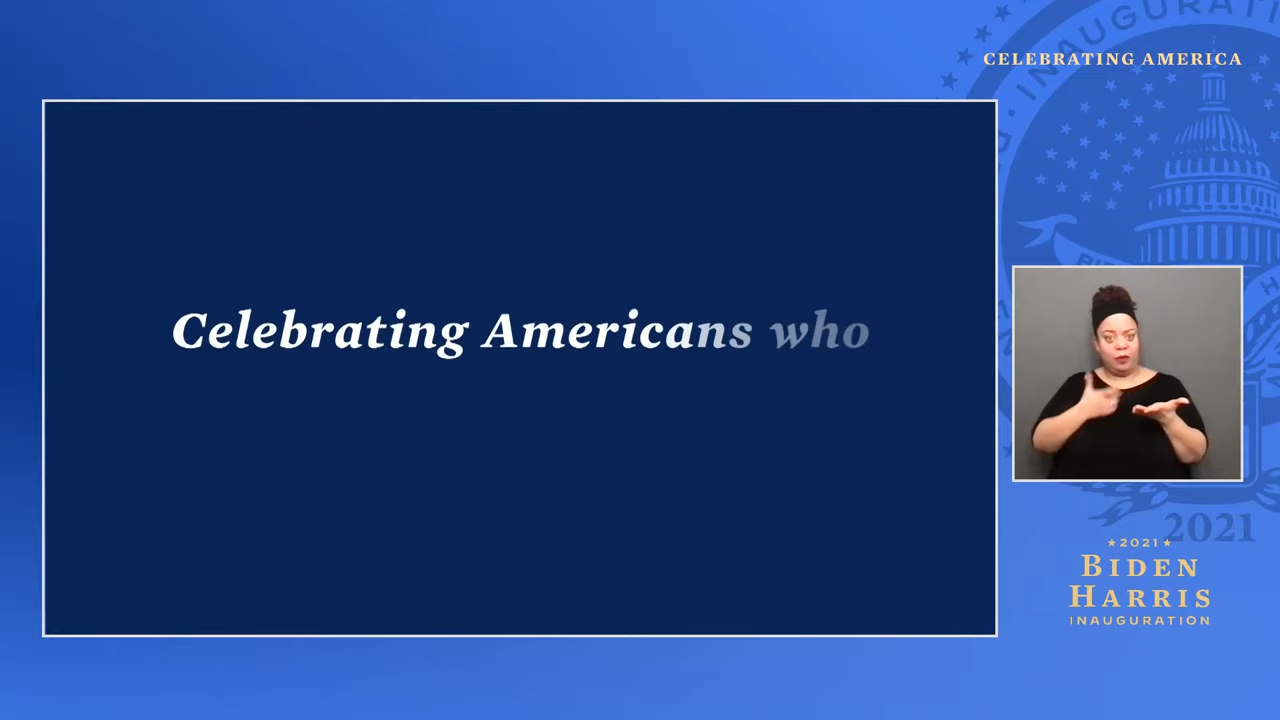 CELEBRATING AMERICA
Celebrating Americans who
2021
★2021★
BIDEN
HARRIS
INAUGURATION